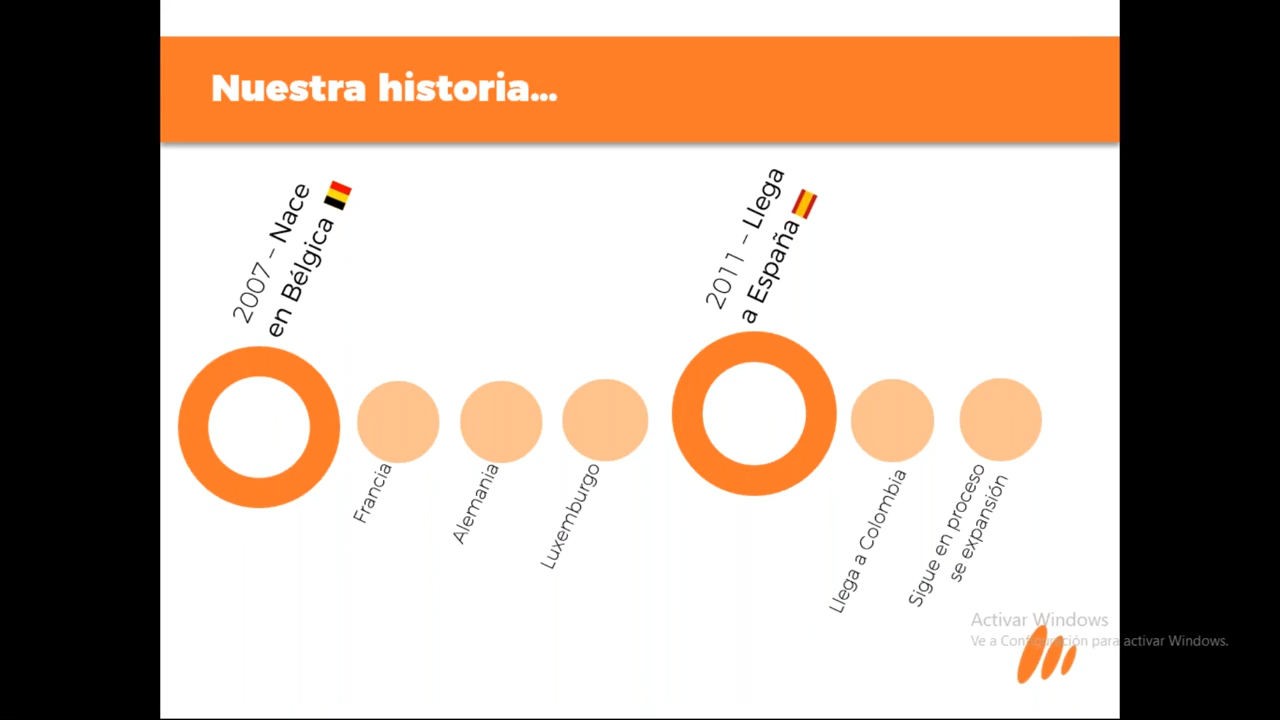 Nuestra historia...
2007 – Nace
en Bélgica
2011 – Llega
a España
Francia
Alemania
Luxemburgo
Llega a Colombia
Sigue en proceso
se expansión
Activar Windows
Ve a Configuración para activar Windows.